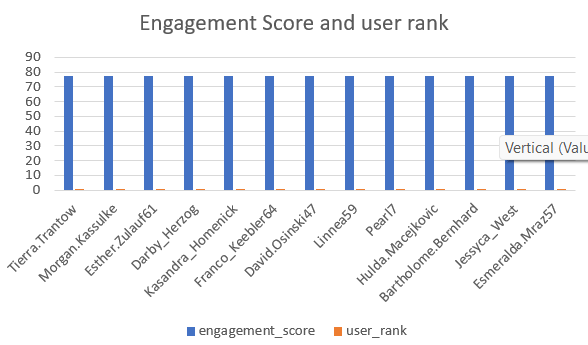 Engagement Score and user rank
90
80
70
60
50
40
30
20
10
0
Vertical (Valu
Tierra.Trantow
Morgan.Kassulke
Esther.Zulauf61
Darby_Herzog
Kasandra_Homenick
Franco_Keebler64
David.Osinski47
Linnea59
Pearl7
Hulda.Macejkovic
Bartholome.Bernhard
Jessyca_West
Esmeralda.Mraz57
engagement_score
user_rank